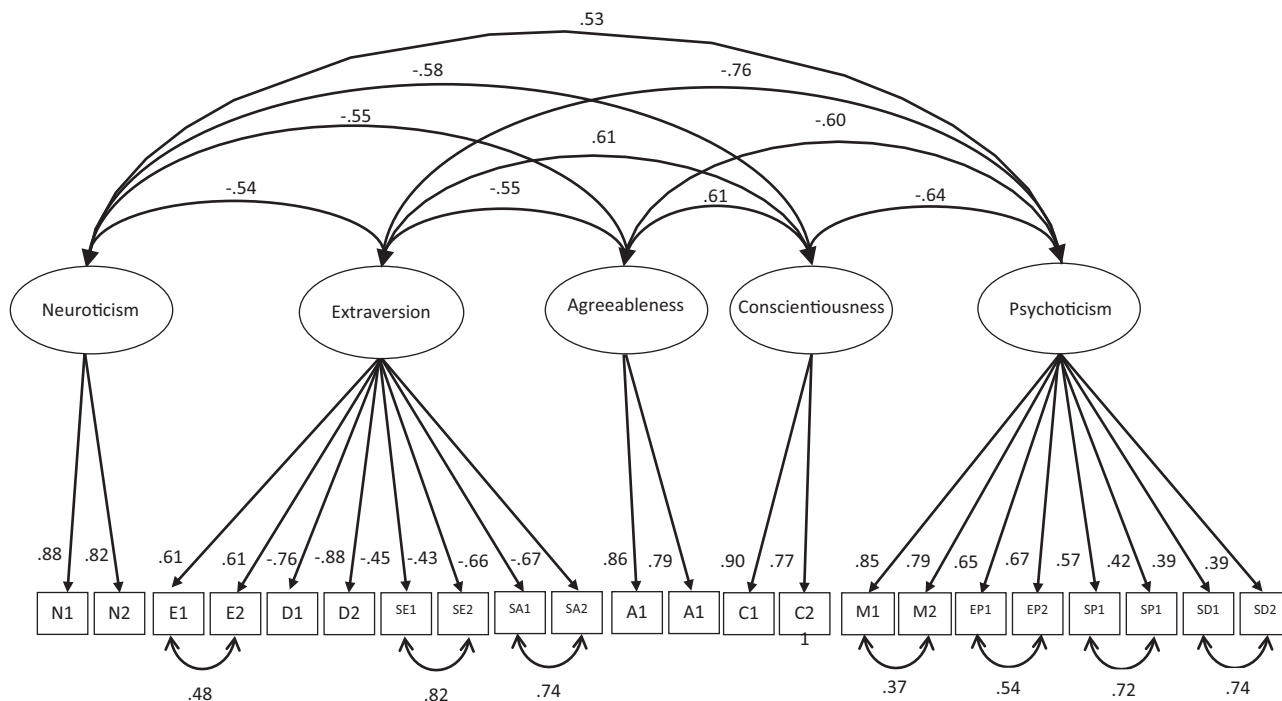 .53
-.58
-.76
-.55
-.60
.61
-.54
-.55
.61
-.64
Neuroticism
Extraversion
Agreeableness
Conscientiousness
Psychoticism
.88
.82
.61
.61
-.76
-.88
-.45
-.43
-.66
-.67
.86
.79
.90
.77
.85
.79
.65
.67
.57
.42
.39
.39
N1
N2
E1
E2
D1
D2
SE1
SE2
SA1
SA2
A1
A1
C1
C2
1
M1
M2
EP1
EP2
SP1
SP1
SD1
SD2
.48
.82
.74
.37
.54
.72
.74